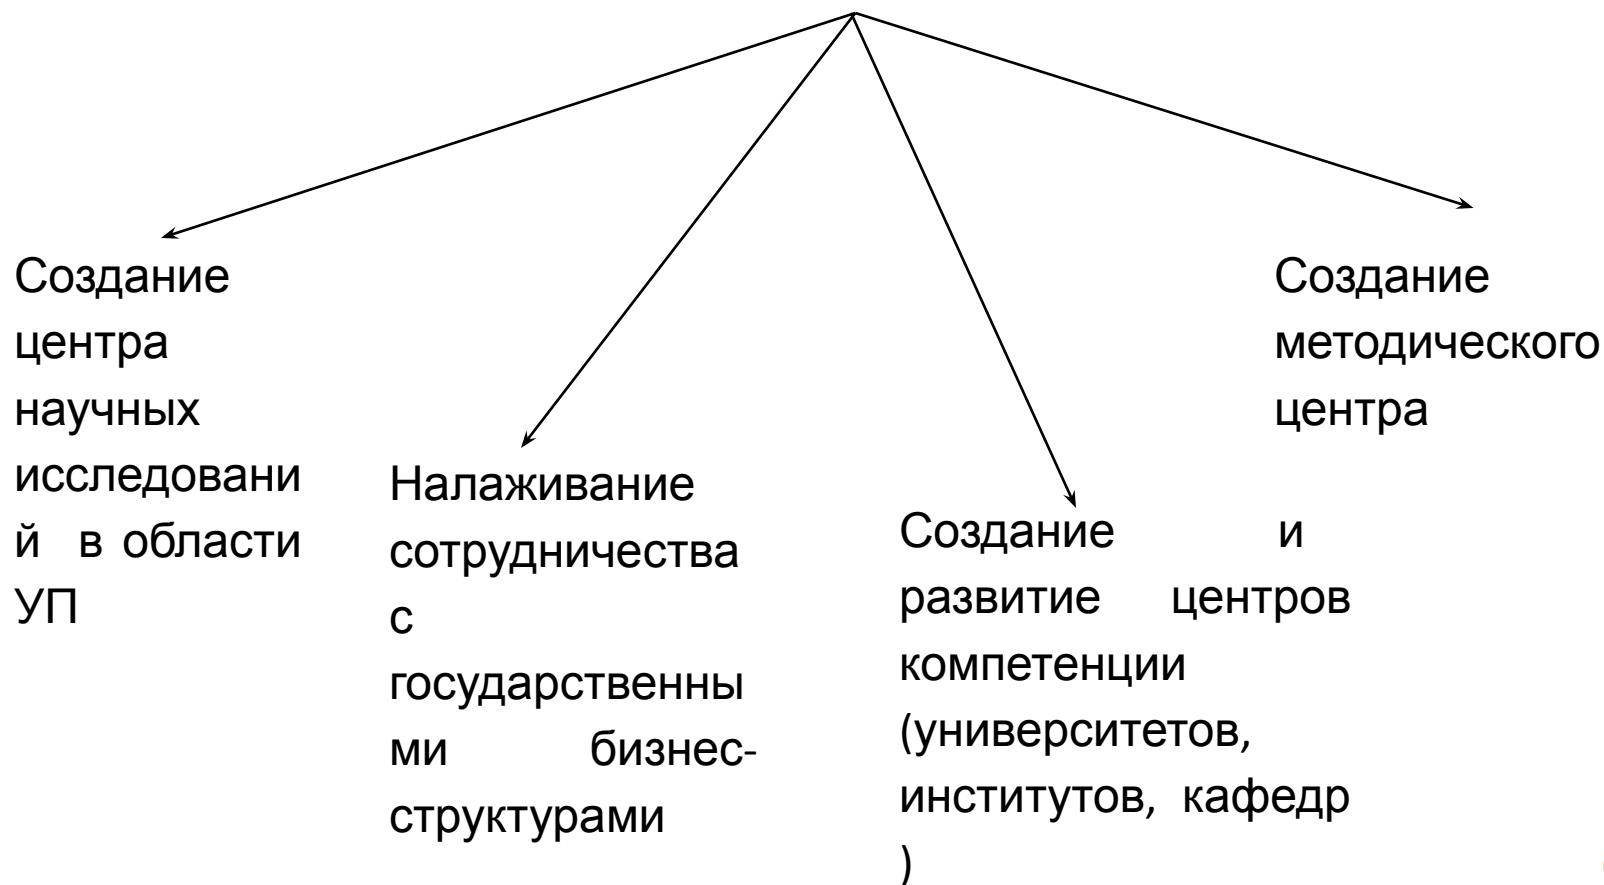 Создание
центра
научных
исследовани
й в области
УП
Налаживание
сотрудничества
с
государственны
ми бизнес-
структурами
Создание и
развитие центров
компетенции
(университетов,
институтов, кафедр
)
Создание
методического
центра